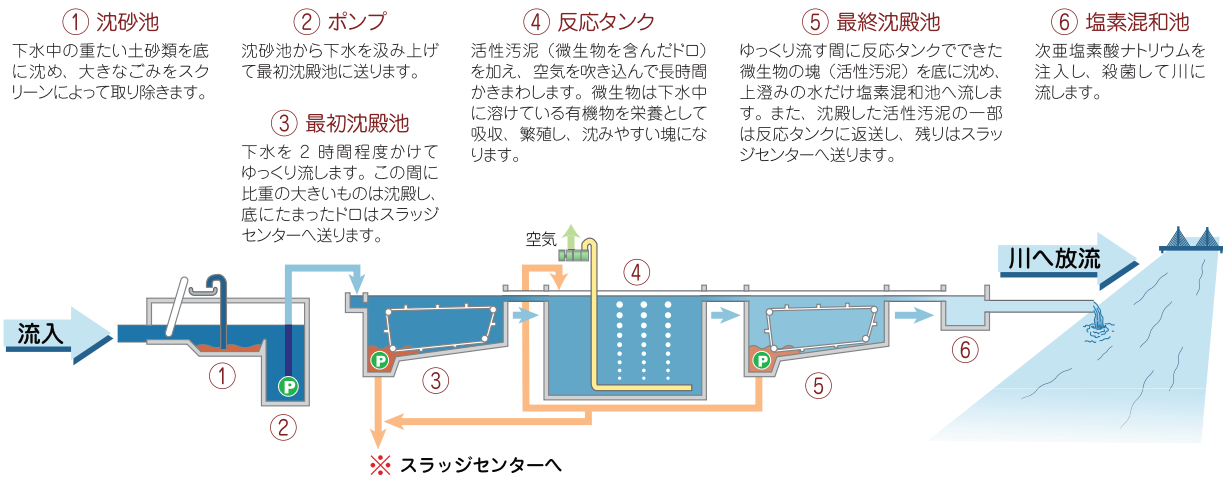 ① 沈砂池
下水中の重たい土砂類を底
に沈め、大きなごみをスク
リーンによって取り除きます。
② ポンプ
沈砂池から下水を汲み上げ
て最初沈殿池に送ります。
③ 最初沈殿池
下水を 2 時間程度かけて
ゆっくり流します。この間に
比重の大きいものは沈殿し、
底にたまったドロはスラッジ
センターへ送ります。
④ 反応タンク
活性汚泥（微生物を含んだドロ）
を加え、空気を吹き込んで長時間
かきまわします。微生物は下水中
に溶けている有機物を栄養として
吸収、繁殖し、沈みやすい塊にな
ります。
⑤ 最終沈殿池
ゆっくり流す間に反応タンクでできた
微生物の塊（活性汚泥）を底に沈め、
上澄みの水だけ塩素混和池へ流しま
す。また、沈殿した活性汚泥の一部
は反応タンクに返送し、残りはスラッ
ジセンターへ送ります。
⑥ 塩素混和池
次亜塩素酸ナトリウムを
注入し、殺菌して川に
流します。
空気
川へ放流
流入
①
②
P
③
P
④
⑤
P
⑥
※ スラッジセンターへ